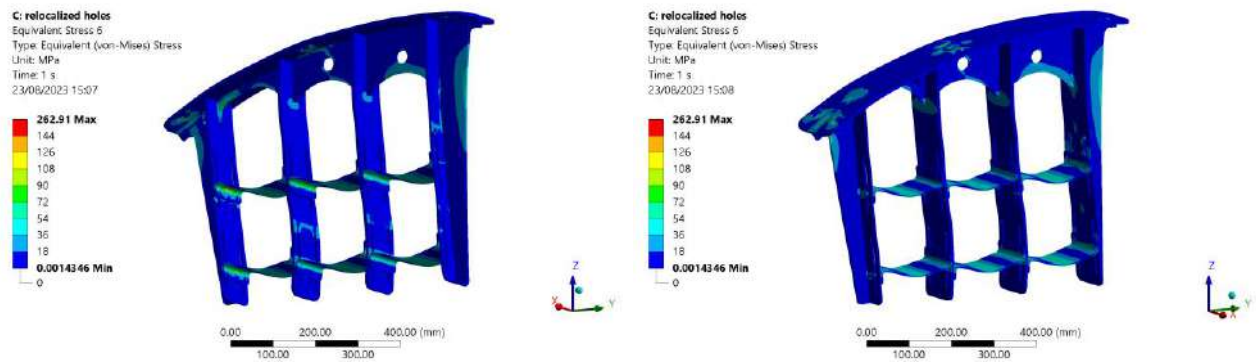 C: relocalized holes
Equivalent Stress 6
Type: Equivalent (von-Mises) Stress
Unit: MPa
Time: 1 s
23/08/2023 15:07
262.91 Max
144
126
108
90
72
54
36
18
0.0014346 Min
0
Z
X
Y
0.00 200.00 400.00 (mm)
100.00 300.00
C: relocalized holes
Equivalent Stress 6
Type: Equivalent (von-Mises) Stress
Unit: MPa
Time: 1 s
23/08/2023 15:08
262.91 Max
144
126
108
90
72
54
36
18
0.0014346 Min
0
Z
Y
X
0.00 200.00 400.00 (mm)
100.00 300.00